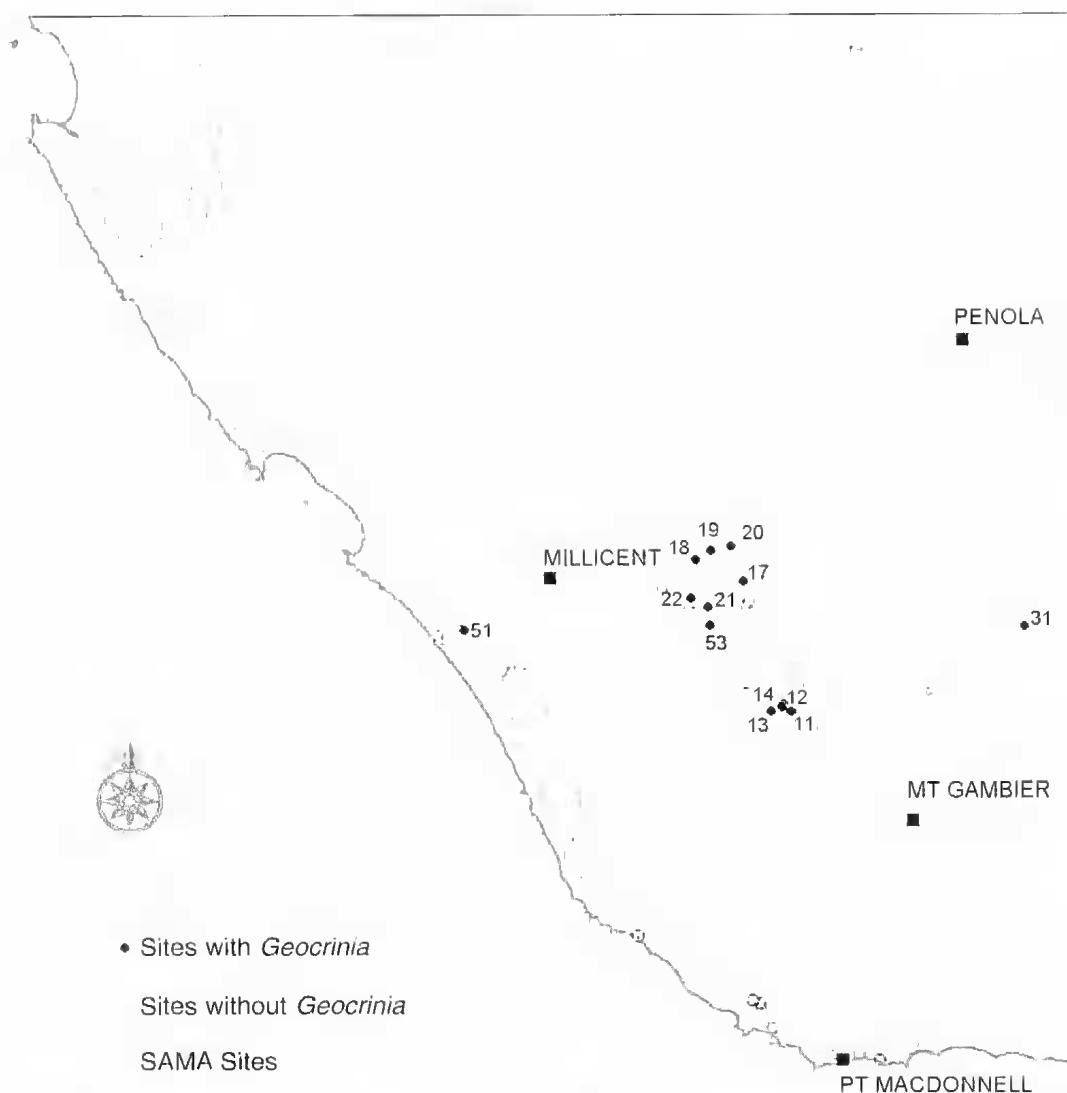 PENOLA
19 20
18
MILLICENT
17
22 21
51
53
31
14 12
13 11
MT GAMBIER
Sites with Geocrinia
Sites without Geocrinia
SAMA Sites
PT MACDONNELL